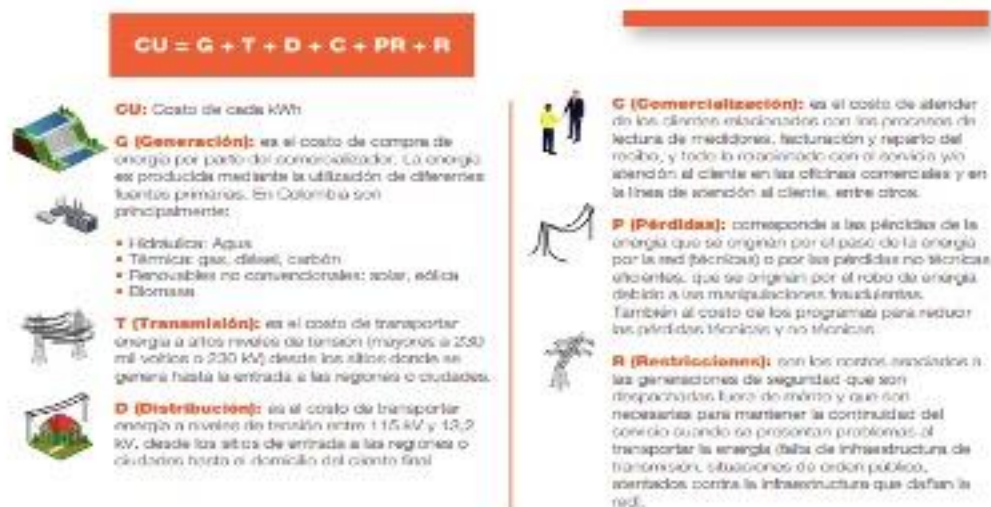 CU = G + T + D + C + PR + R
CU: Costo de cada kWh
G (Generación): es el costo de compra de
energía por parte del comercializador. La energía
es producida mediante la utilización de diferentes
fuentes primarias. En Colombia son
principalmente:
• Hidráulica: Agua
• Térmica: gas, diésel, carbón
• Renovables no convencionales: solar, eólica
• Biomasa
T (Transmisión): es el costo de transportar
energía a altos niveles de tensión (mayores a 230
mil voltios o 230 kV) desde los sitios donde se
genera hasta la entrada a las regiones o ciudades.
D (Distribución): es el costo de transportar
energía a niveles de tensión entre 115 kV y 13,2
kV, desde los sitios de entrada a las regiones o
ciudades hasta el domicilio del cliente final
C (Comercialización): es el costo de atender
de los clientes relacionados con los procesos de
lectura de medidores, facturación y reparto del
recibo, y todo lo relacionado con el servicio y/o
atención al cliente en las oficinas comerciales y en
la línea de atención al cliente, entre otros.
P (Pérdidas): corresponde a las pérdidas de la
energía que se originan por el paso de la energía
por la red (técnicas) o por las pérdidas no técnicas
eficientes, que se originan por el robo de energía
debido a las manipulaciones fraudulentas.
También al costo de los programas para reducir
las pérdidas técnicas y no técnicas.
R (Restricciones): son los costos asociados a
las generaciones de seguridad que son
despachadas fuera de mérito y que son
necesarias para mantener la continuidad del
servicio cuando se presentan problemas al
transportar la energía (falta de infraestructura de
transmisión, situaciones de orden público,
atentados contra la infraestructura que dañan la
red).